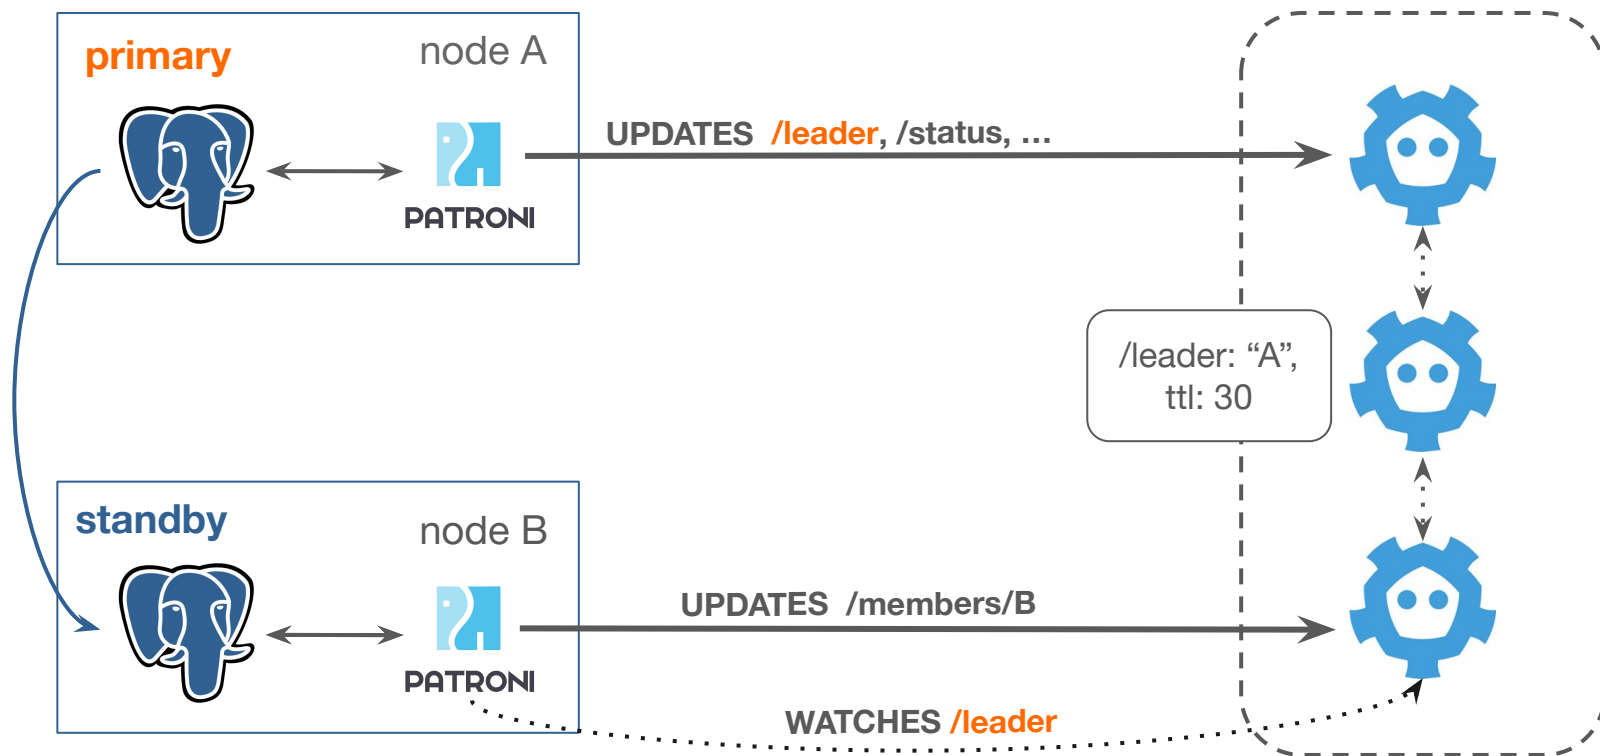 primary
node A
PATRONI
UPDATES /leader, /status, ...
/leader: “A”,
ttl: 30
standby
node B
PATRONI
UPDATES /members/B
WATCHES /leader